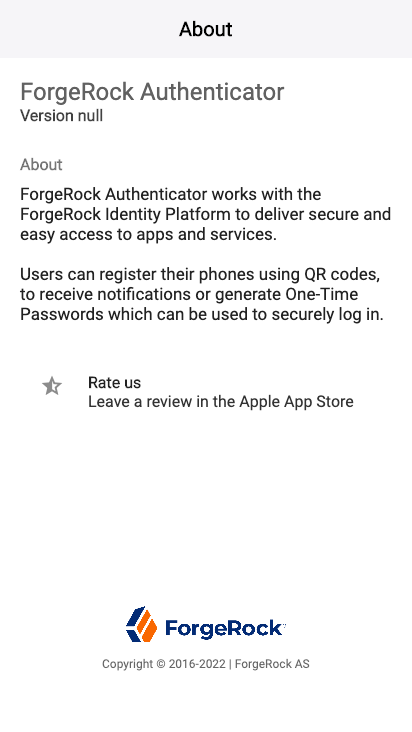 About
ForgeRock Authenticator
Version null
About
ForgeRock Authenticator works with the
ForgeRock Identity Platform to deliver secure and
easy access to apps and services.
Users can register their phones using QR codes,
to receive notifications or generate One-Time
Passwords which can be used to securely log in.
Rate us
Leave a review in the Apple App Store
ForgeRock
Copyright © 2016-2022 | ForgeRock AS